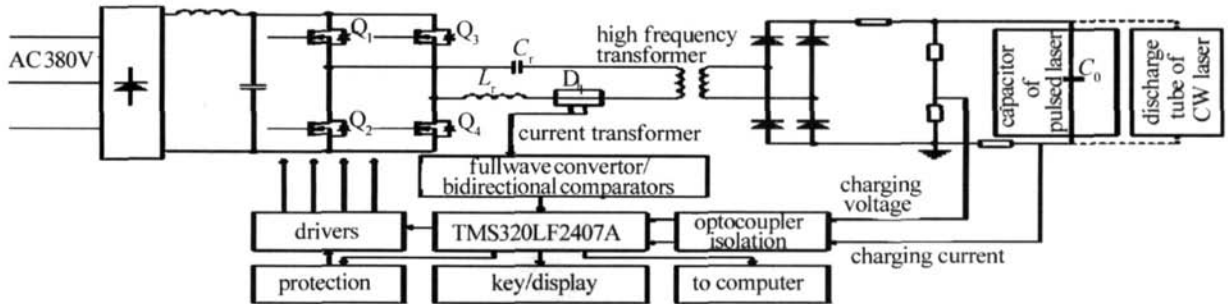 AC 380V
Q1
Q3
Q2
Q4
Cr
Lr
D1
high frequency
transformer
current transformer
capacitor
of
pulsed laser
C0
discharge
tube of
CW laser
fullwave convertor/
bidirectional comparators
charging
voltage
drivers
TMS320LF2407A
optocoupler
isolation
charging current
protection
key/display
to computer